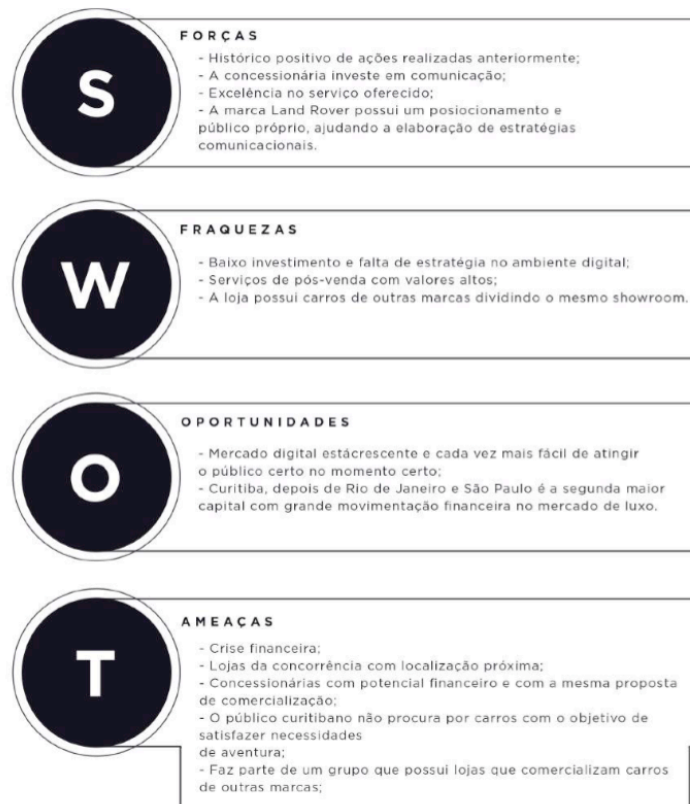 S
FORÇAS
- Histórico positivo de ações realizadas anteriormente;
- A concessionária investe em comunicação;
- Excelência no serviço oferecido;
- A marca Land Rover possui um posiocionamento e
público próprio, ajudando a elaboração de estratégias
comunicacionais.
W
FRAQUEZAS
- Baixo investimento e falta de estratégia no ambiente digital;
- Serviços de pós-venda com valores altos;
- A loja possui carros de outras marcas dividindo o mesmo showroom.
O
OPORTUNIDADES
- Mercado digital estácrescente e cada vez mais fácil de atingir
o público certo no momento certo;
- Curitiba, depois de Rio de Janeiro e São Paulo é a segunda maior
capital com grande movimentação financeira no mercado de luxo.
T
AMEAÇAS
- Crise financeira;
- Lojas da concorrência com localização próxima;
- Concessionárias com potencial financeiro e com a mesma proposta
de comercialização;
- O público curitibano não procura por carros com o objetivo de
satisfazer necessidades
de aventura;
- Faz parte de um grupo que possui lojas que comercializam carros
de outras marcas;